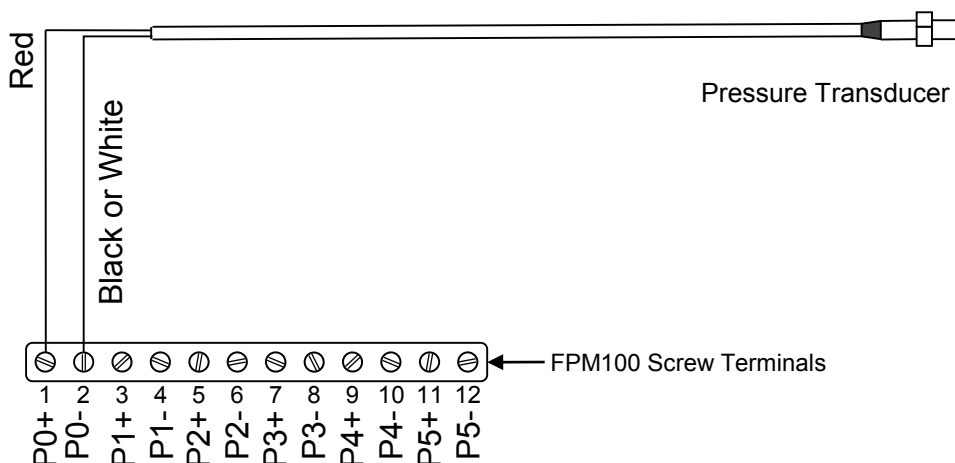 Red
Black or White
Pressure Transducer
FPM100 Screw Terminals
1 2 3 4 5 6 7 8 9 10 11 12
P0+ P0- P1+ P1- P2+ P2- P3+ P3- P4+ P4- P5+ P5-